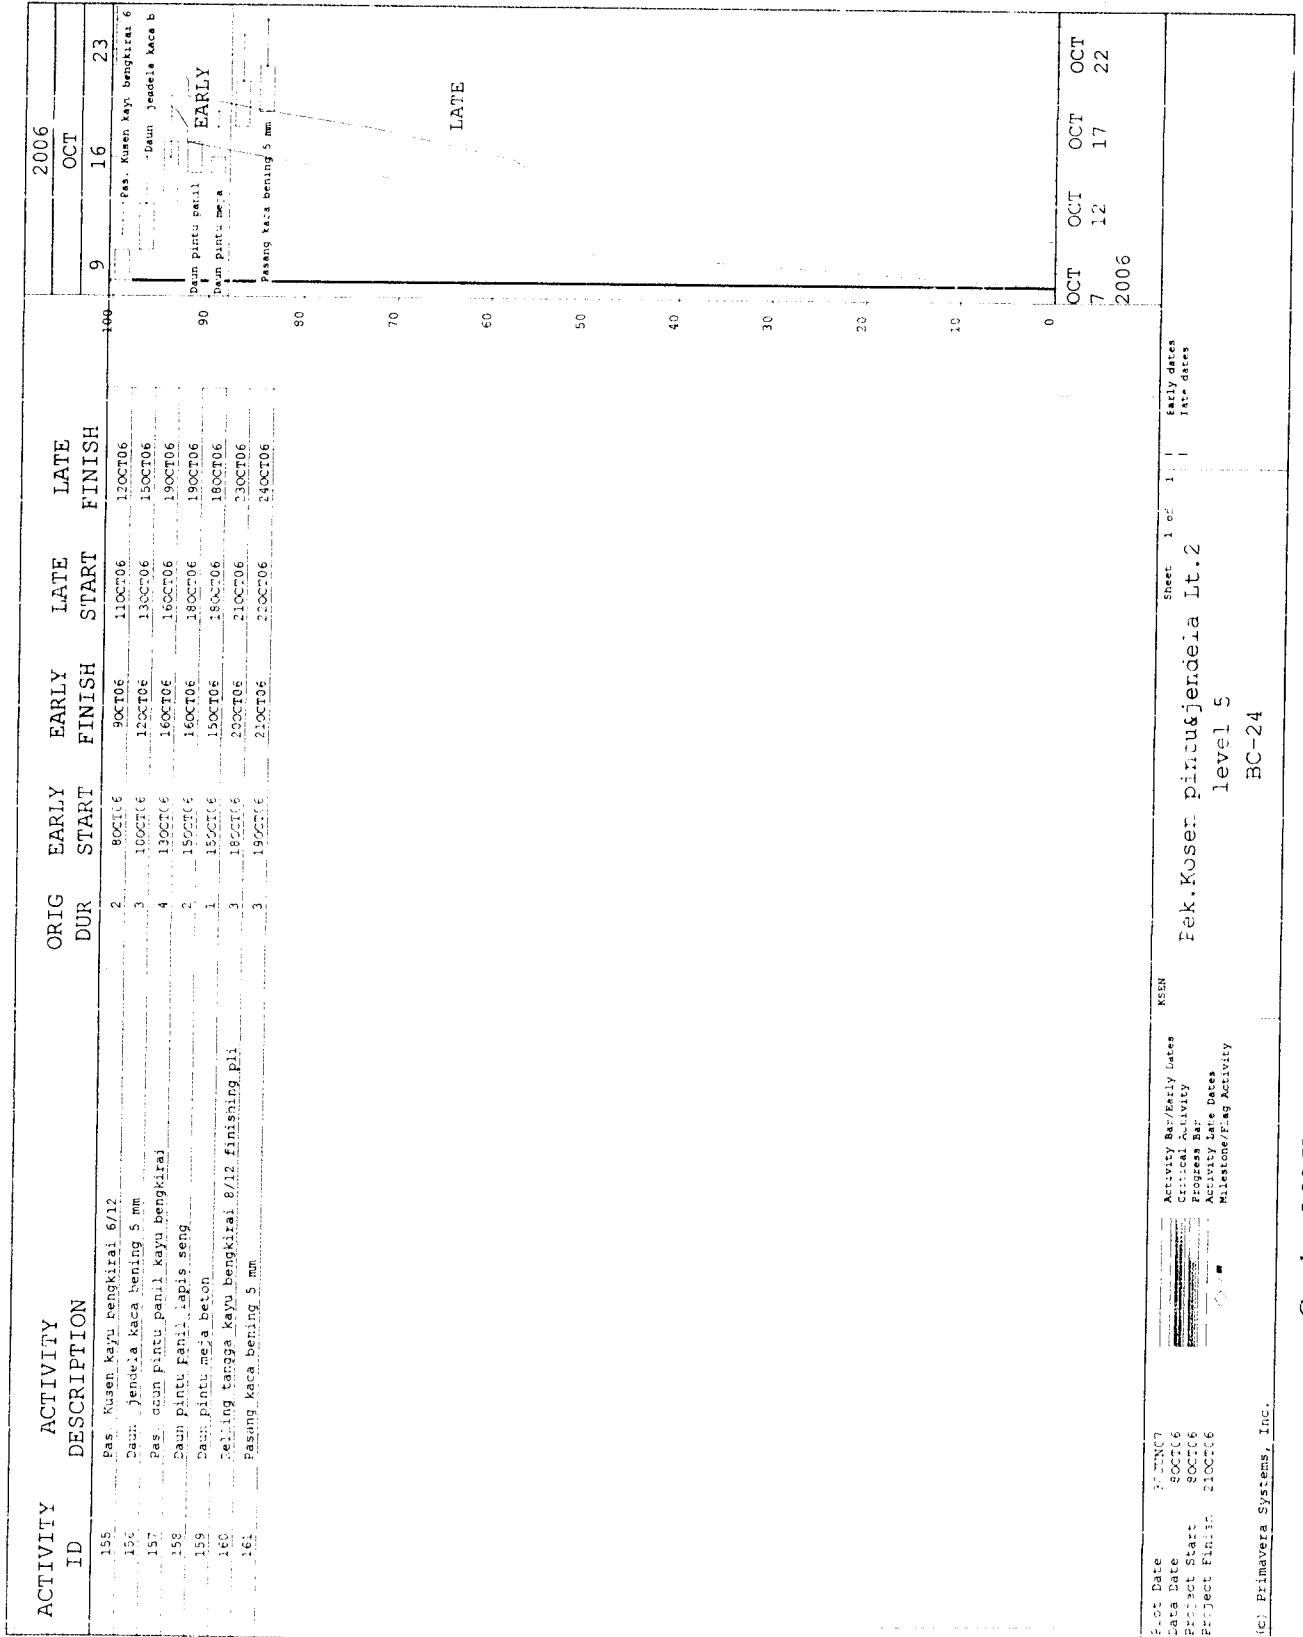 ACTIVITY ID ACTIVITY DESCRIPTION ORIG DUR EARLY START EARLY FINISH LATE START LATE FINISH
2006
OCT
9 16 23
155 Pas. Kusen kayu bengkirai 6/12 2 8OCT06 9OCT06 11OCT06 12OCT06
156 Daun jendela kaca bening 5 mm 3 10OCT06 12OCT06 13OCT06 15OCT06
157 Pas. daun pintu panil kayu bengkirai 4 13OCT06 16OCT06 16OCT06 19OCT06
158 Daun pintu panil lapis seng 2 15OCT06 16OCT06 18OCT06 19OCT06
159 Daun pintu meja beton 1 15OCT06 15OCT06 18OCT06 18OCT06
160 Relling tangga kayu bengkirai 8/12 finishing pli 3 18OCT06 20OCT06 21OCT06 23OCT06
161 Pasang kaca bening 5 mm 3 19OCT06 21OCT06 22OCT06 24OCT06
Pas. Kusen kayu bengkirai 6
Daun jendela kaca b
Daun pintu panil
EARLY
Daun pintu meja
Pasang kaca bening 5 mm
LATE
100
90
80
70
60
50
40
30
20
10
0
OCT OCT OCT OCT
7 12 17 22
2006
Plot Date
Data Date 8OCT06
Project Start 8OCT06
Project Finish 21OCT06
(c) Primavera Systems, Inc.
Activity Bar/Early Dates
Critical Activity
Progress Bar
Activity Late Dates
Milestone/Flag Activity
KSEN
Pek.Kosen pintu&jendela Lt.2
level 5
BC-24
Sheet 1 of 1
Early dates
Late dates